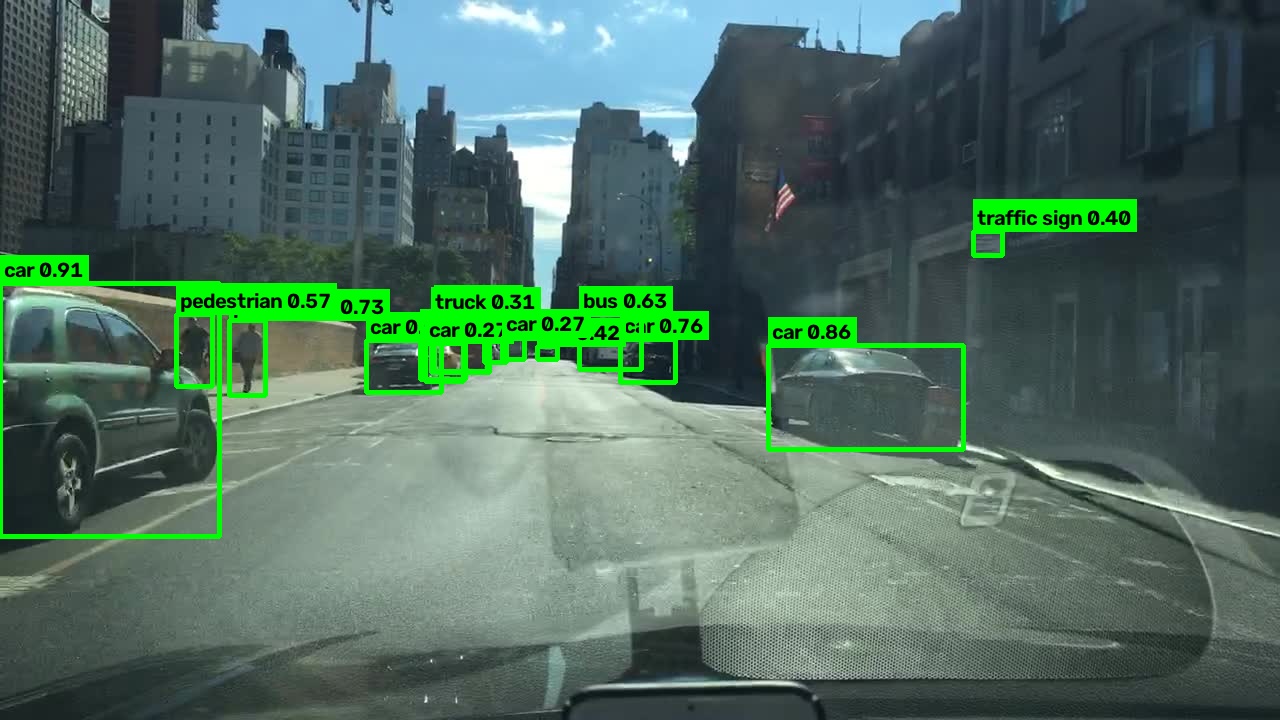 traffic sign 0.40
car 0.91
pedestrian 0.57
0.73
truck 0.31
bus 0.63
car 0.
car 0.27
car 0.27
.42
car 0.76
car 0.86